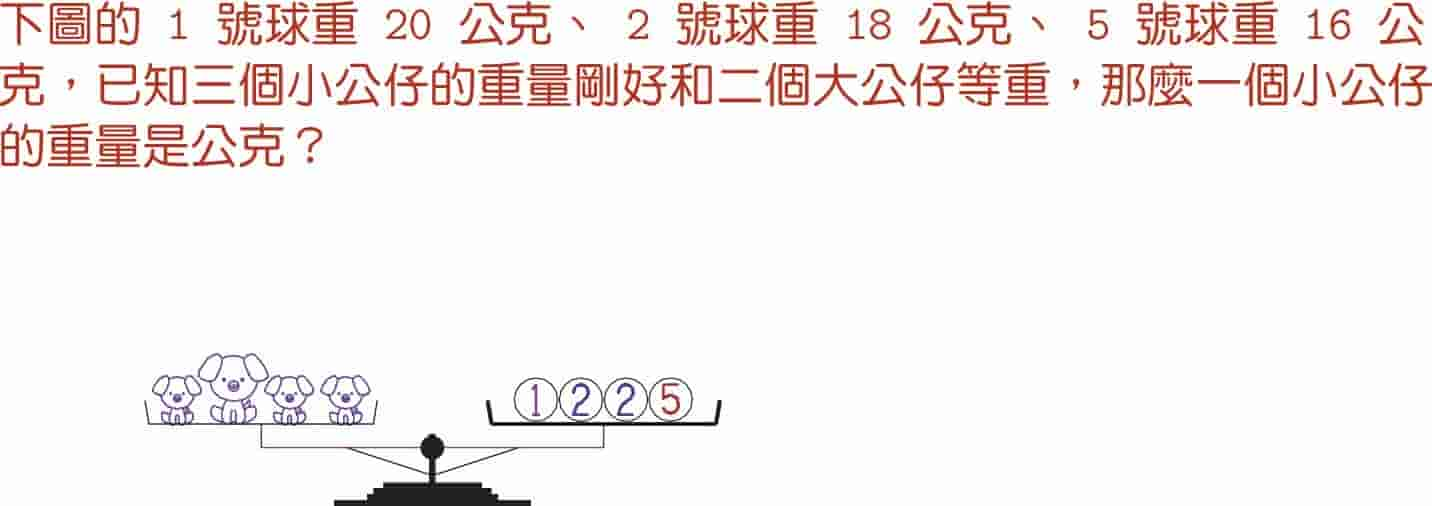 下圖的 1 號球重 20 公克、 2 號球重 18 公克、 5 號球重 16 公
克，已知三個小公仔的重量剛好和二個大公仔等重，那麼一個小公仔
的重量是公克？
1 2 2 5